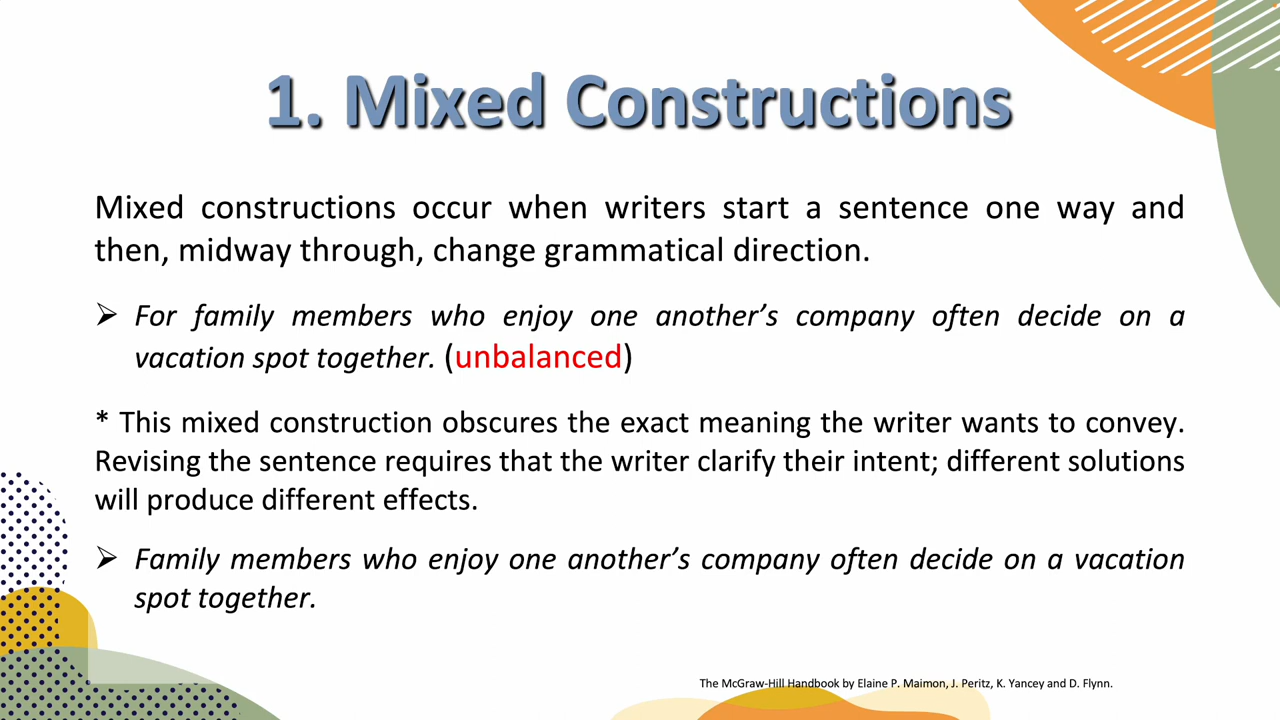 1. Mixed Constructions
Mixed constructions occur when writers start a sentence one way and
then, midway through, change grammatical direction.
➢ For family members who enjoy one another’s company often decide on a
vacation spot together. (unbalanced)
* This mixed construction obscures the exact meaning the writer wants to convey.
Revising the sentence requires that the writer clarify their intent; different solutions
will produce different effects.
➢ Family members who enjoy one another’s company often decide on a vacation
spot together.
The McGraw-Hill Handbook by Elaine P. Maimon, J. Peritz, K. Yancey and D. Flynn.